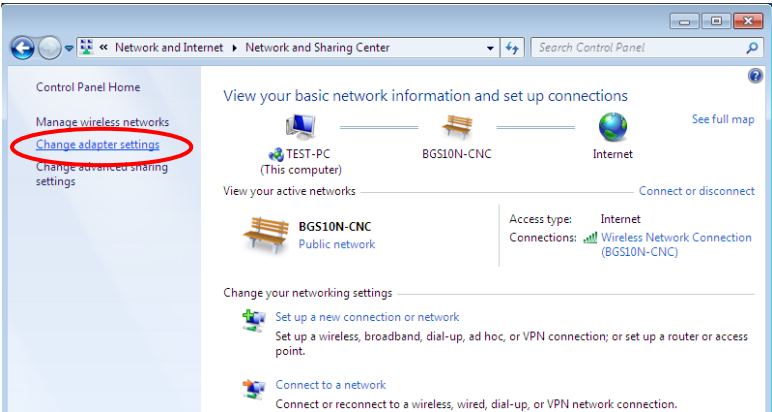 « Network and Internet ▸ Network and Sharing Center
Search Control Panel
Control Panel Home
Manage wireless networks
Change adapter settings
Change advanced sharing
settings
View your basic network information and set up connections
See full map
TEST-PC
(This computer)
BGS10N-CNC
Internet
View your active networks
Connect or disconnect
BGS10N-CNC
Public network
Access type: Internet
Connections: Wireless Network Connection
(BGS10N-CNC)
Change your networking settings
Set up a new connection or network
Set up a wireless, broadband, dial-up, ad hoc, or VPN connection; or set up a router or access
point.
Connect to a network
Connect or reconnect to a wireless, wired, dial-up, or VPN network connection.